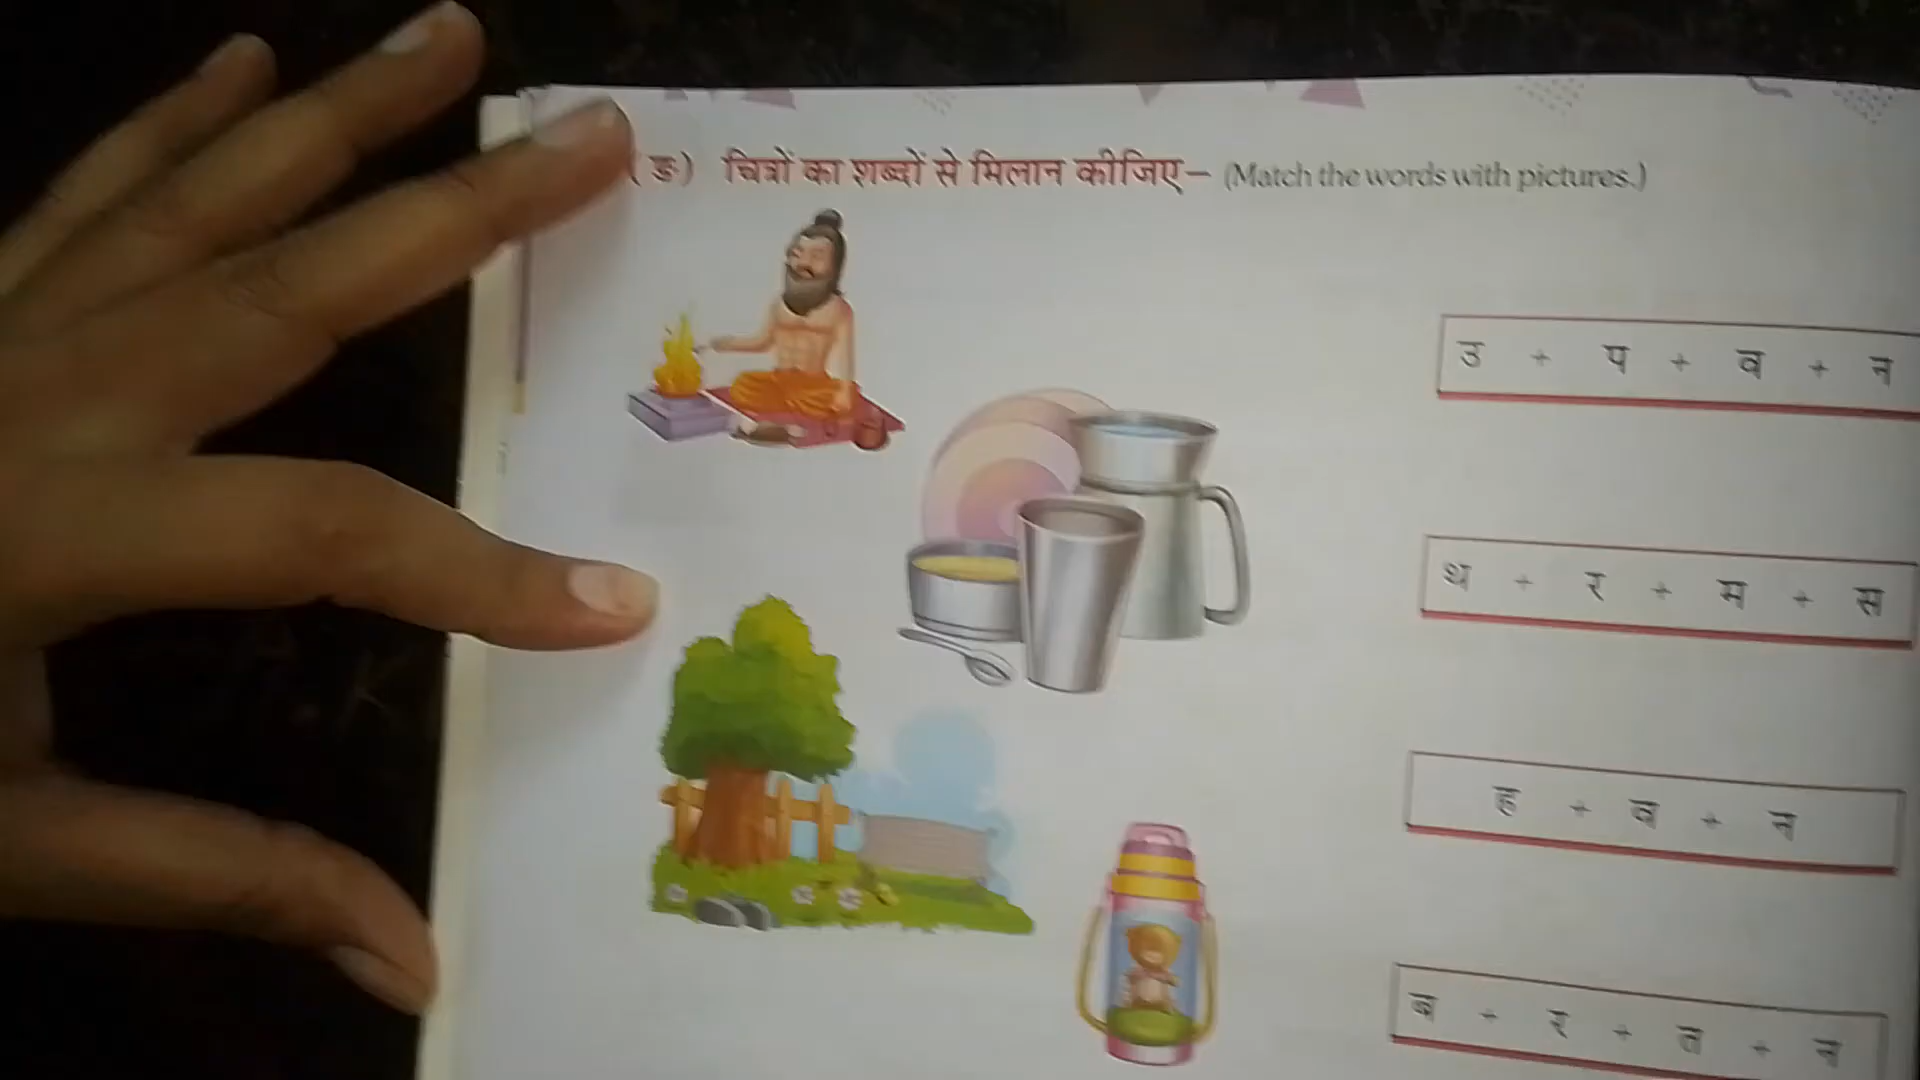 (ङ) चित्रों का शब्दों से मिलान कीजिए– (Match the words with pictures.)
उ + प + व + न
थ + र + म + स
ह + व + न
ब + र + त + न